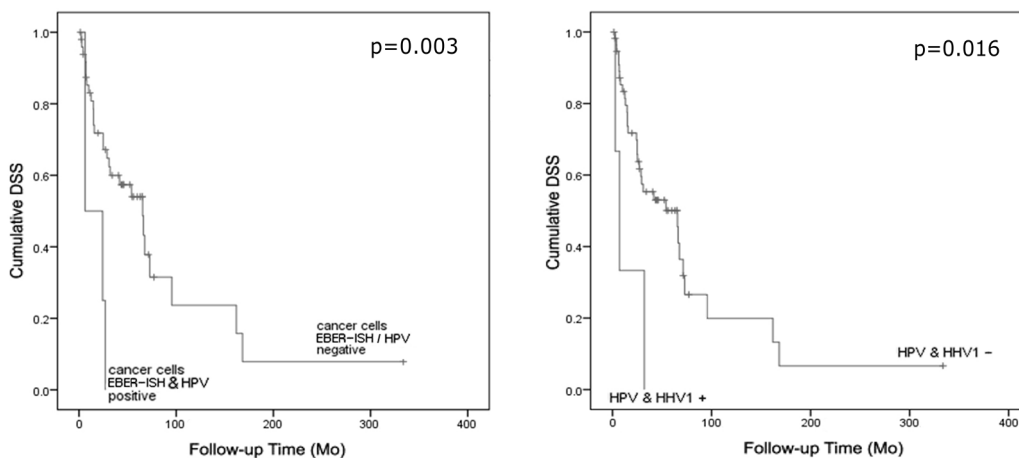 p=0.003
Cumulative DSS
1.0
0.8
0.6
0.4
0.2
0.0
cancer cells
EBER-ISH / HPV
negative
cancer cells
EBER-ISH & HPV
positive
0
100
200
300
400
Follow-up Time (Mo)
p=0.016
Cumulative DSS
1.0
0.8
0.6
0.4
0.2
0.0
HPV & HHV1 -
HPV & HHV1 +
0
100
200
300
400
Follow-up Time (Mo)